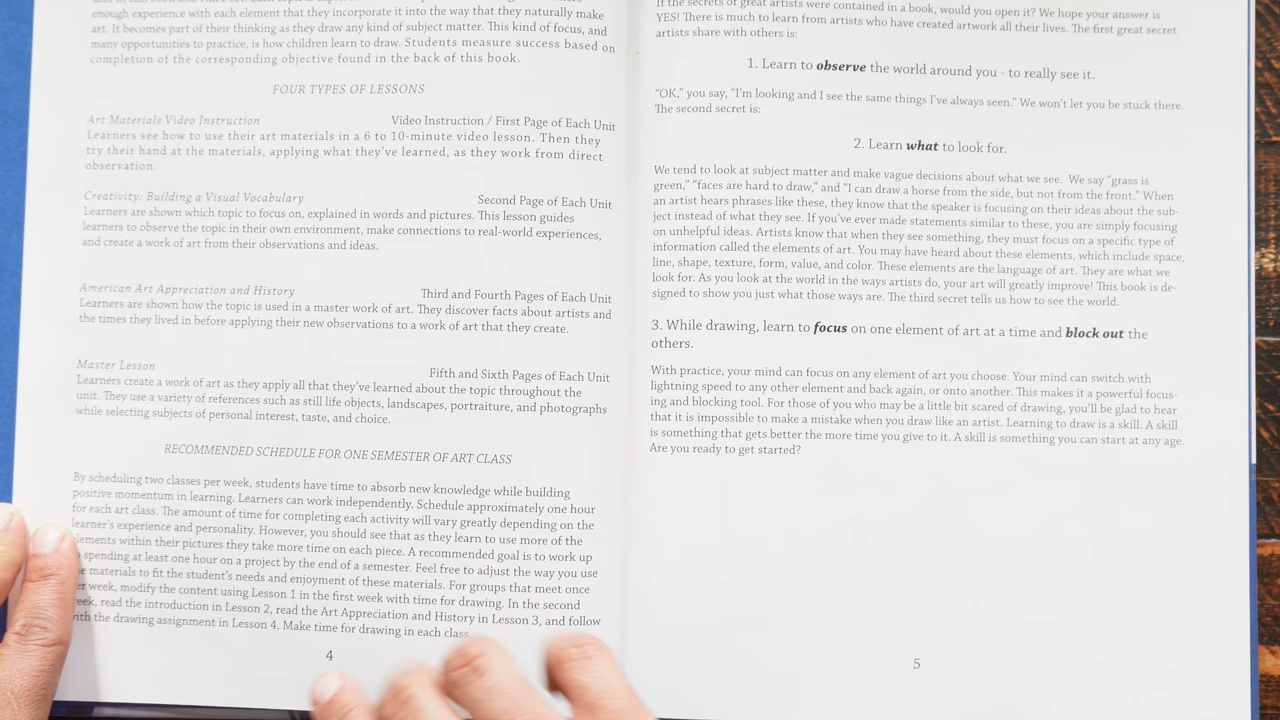 enough experience with each element that they incorporate it into the way that they naturally make
art. It becomes part of their thinking as they draw any kind of subject matter. This kind of focus, and
many opportunities to practice, is how children learn to draw. Students measure success based on
completion of the corresponding objective found in the back of this book.
FOUR TYPES OF LESSONS
Art Materials Video Instruction Video Instruction / First Page of Each Unit
Learners see how to use their art materials in a 6 to 10-minute video lesson. Then they
try their hand at the materials, applying what they've learned, as they work from direct
observation.
Creativity: Building a Visual Vocabulary Second Page of Each Unit
Learners are shown which topic to focus on, explained in words and pictures. This lesson guides
learners to observe the topic in their own environment, make connections to real-world experiences,
and create a work of art from their observations and ideas.
American Art Appreciation and History Third and Fourth Pages of Each Unit
Learners are shown how the topic is used in a master work of art. They discover facts about artists and
the times they lived in before applying their new observations to a work of art that they create.
Master Lesson Fifth and Sixth Pages of Each Unit
Learners create a work of art as they apply all that they've learned about the topic throughout the
unit. They use a variety of references such as still life objects, landscapes, portraiture, and photographs
while selecting subjects of personal interest, taste, and choice.
RECOMMENDED SCHEDULE FOR ONE SEMESTER OF ART CLASS
By scheduling two classes per week, students have time to absorb new knowledge while building
positive momentum in learning. Learners can work independently. Schedule approximately one hour
for each art class. The amount of time for completing each activity will vary greatly depending on the
learner's experience and personality. However, you should see that as they learn to use more of the
elements within their pictures they take more time on each piece. A recommended goal is to work up
spending at least one hour on a project by the end of a semester. Feel free to adjust the way you use
materials to fit the student's needs and enjoyment of these materials. For groups that meet once
week, modify the content using Lesson 1 in the first week with time for drawing. In the second
week, read the introduction in Lesson 2, read the Art Appreciation and History in Lesson 3, and follow
with the drawing assignment in Lesson 4. Make time for drawing in each class.
4
If the secrets of great artists were contained in a book, would you open it? We hope your answer is
YES! There is much to learn from artists who have created artwork all their lives. The first great secret
artists share with others is:
1. Learn to observe the world around you - to really see it.
“OK,” you say, “I'm looking and I see the same things I've always seen.” We won't let you be stuck there.
The second secret is:
2. Learn what to look for.
We tend to look at subject matter and make vague decisions about what we see. We say “grass is
green,” “faces are hard to draw,” and “I can draw a horse from the side, but not from the front.” When
an artist hears phrases like these, they know that the speaker is focusing on their ideas about the sub-
ject instead of what they see. If you've ever made statements similar to these, you are simply focusing
on unhelpful ideas. Artists know that when they see something, they must focus on a specific type of
information called the elements of art. You may have heard about these elements, which include space,
line, shape, texture, form, value, and color. These elements are the language of art. They are what we
look for. As you look at the world in the ways artists do, your art will greatly improve! This book is de-
signed to show you just what those ways are. The third secret tells us how to see the world.
3. While drawing, learn to focus on one element of art at a time and block out the
others.
With practice, your mind can focus on any element of art you choose. Your mind can switch with
lightning speed to any other element and back again, or onto another. This makes it a powerful focus-
ing and blocking tool. For those of you who may be a little bit scared of drawing, you'll be glad to hear
that it is impossible to make a mistake when you draw like an artist. Learning to draw is a skill. A skill
is something that gets better the more time you give to it. A skill is something you can start at any age.
Are you ready to get started?
5